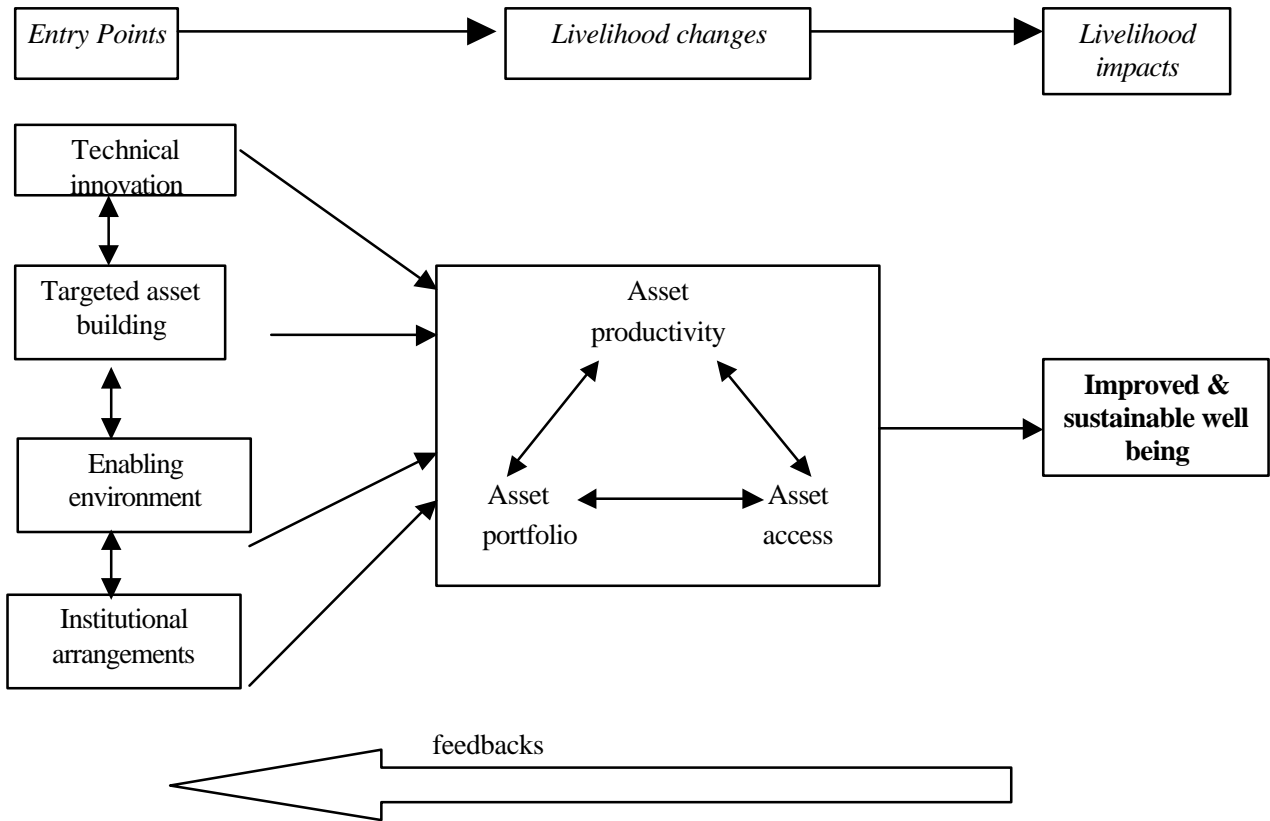 Entry Points
Livelihood changes
Livelihood
impacts
Technical
innovation
Targeted asset
building
Enabling
environment
Institutional
arrangements
Asset
productivity
Asset
portfolio
Asset
access
Improved &
sustainable well
being
feedbacks